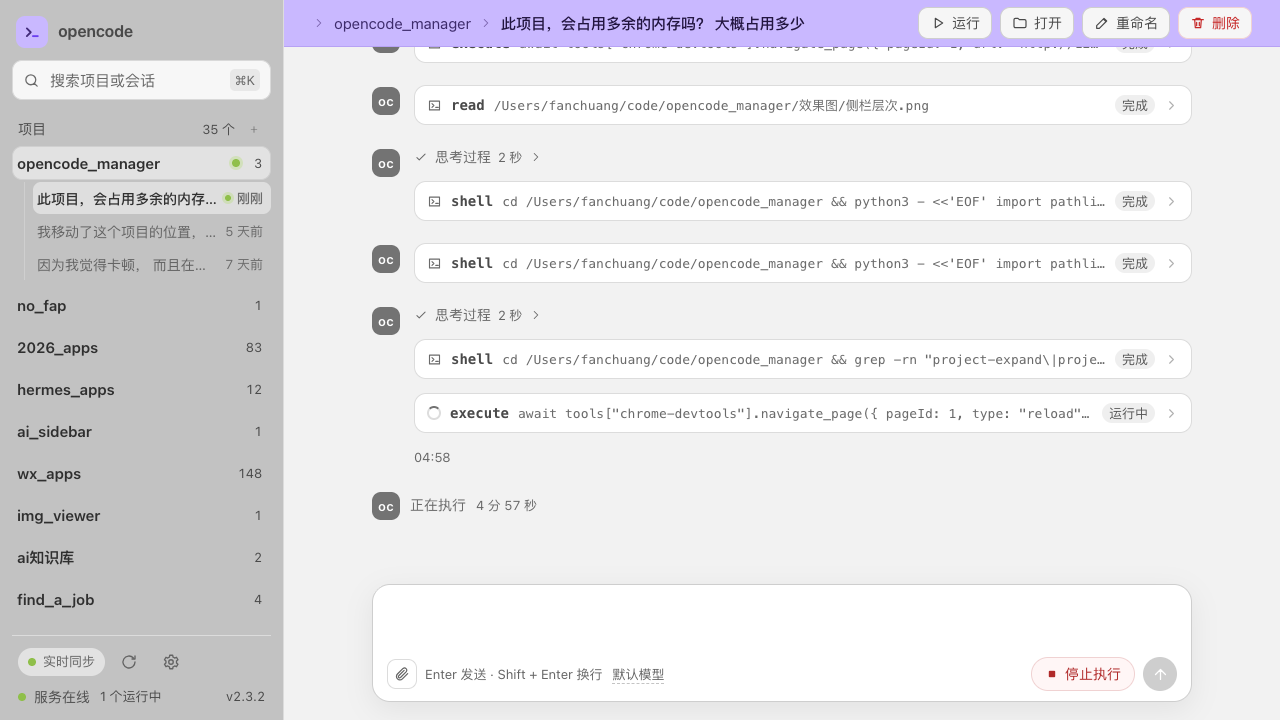 opencode
搜索项目或会话 ⌘K
项目 35 个 +
opencode_manager 3
此项目，会占用多余的内存... 刚刚
我移动了这个项目的位置，... 5 天前
因为我觉得卡顿， 而且在... 7 天前
no_fap 1
2026_apps 83
hermes_apps 12
ai_sidebar 1
wx_apps 148
img_viewer 1
ai知识库 2
find_a_job 4
实时同步
服务在线 1 个运行中 v2.3.2
opencode_manager 此项目，会占用多余的内存吗？ 大概占用多少
运行 打开 重命名 删除
oc read /Users/fanchuang/code/opencode_manager/效果图/侧栏层次.png 完成
oc 思考过程 2 秒
shell cd /Users/fanchuang/code/opencode_manager && python3 - <<'EOF' import pathli… 完成
oc shell cd /Users/fanchuang/code/opencode_manager && python3 - <<'EOF' import pathli… 完成
oc 思考过程 2 秒
shell cd /Users/fanchuang/code/opencode_manager && grep -rn "project-expand\|proje… 完成
execute await tools["chrome-devtools"].navigate_page({ pageId: 1, type: "reload"… 运行中
04:58
oc 正在执行 4 分 57 秒
Enter 发送 · Shift + Enter 换行 默认模型 停止执行